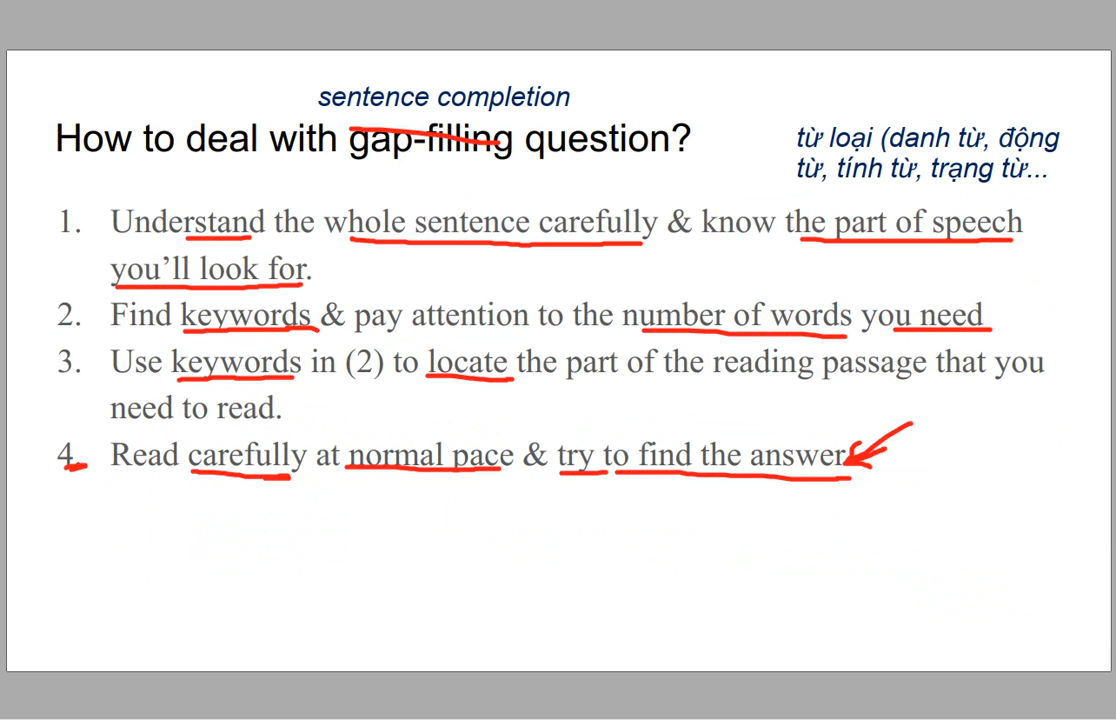 sentence completion
How to deal with gap-filling question?
từ loại (danh từ, động
từ, tính từ, trạng từ...
1. Understand the whole sentence carefully & know the part of speech
you’ll look for.
2. Find keywords & pay attention to the number of words you need
3. Use keywords in (2) to locate the part of the reading passage that you
need to read.
4. Read carefully at normal pace & try to find the answer.